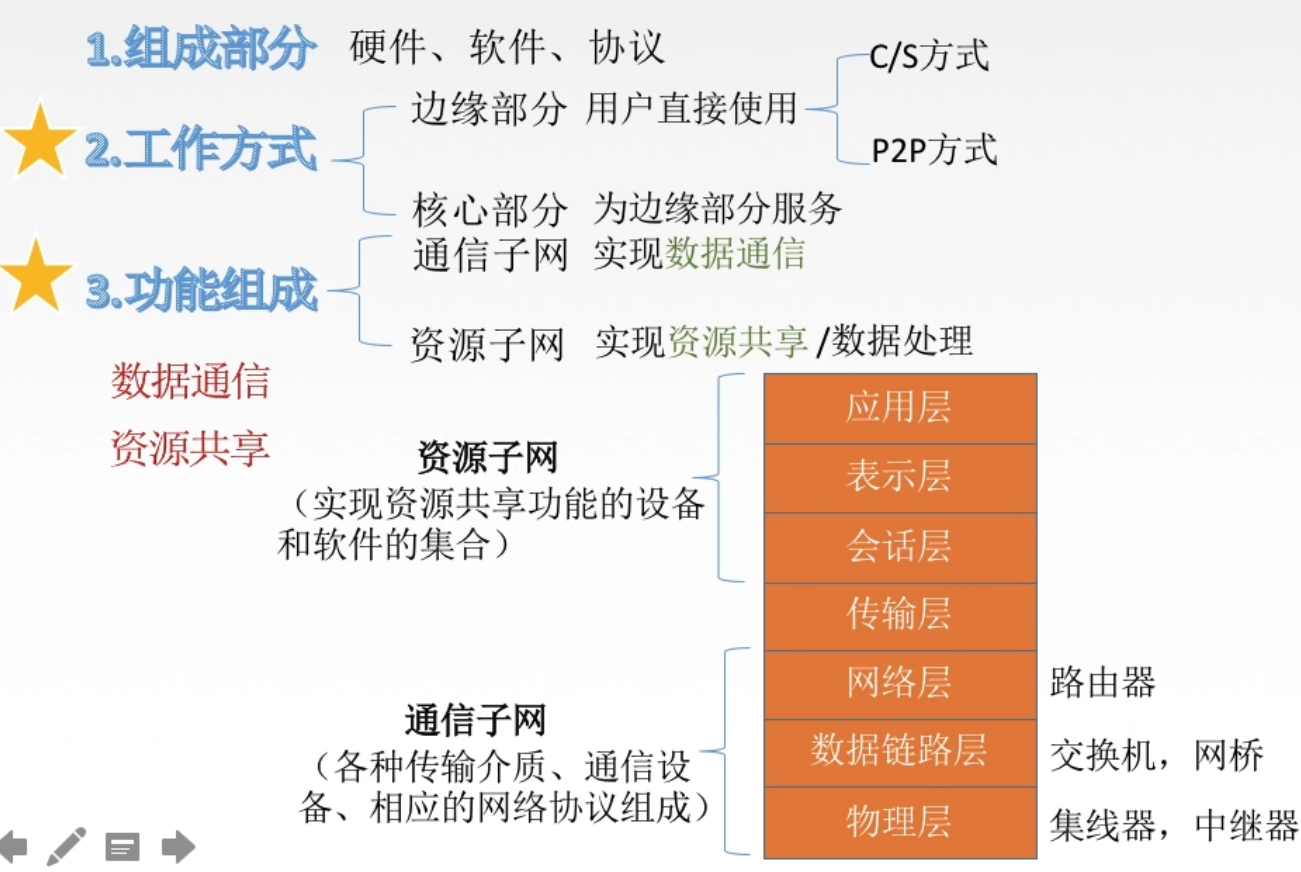 1.组成部分 硬件、软件、协议
C/S方式
边缘部分 用户直接使用
2.工作方式
P2P方式
核心部分 为边缘部分服务
通信子网 实现数据通信
3.功能组成
资源子网 实现资源共享/数据处理
数据通信
资源共享
资源子网
（实现资源共享功能的设备
和软件的集合）
应用层
表示层
会话层
传输层
网络层 路由器
通信子网
（各种传输介质、通信设
备、相应的网络协议组成）
数据链路层 交换机，网桥
物理层 集线器，中继器